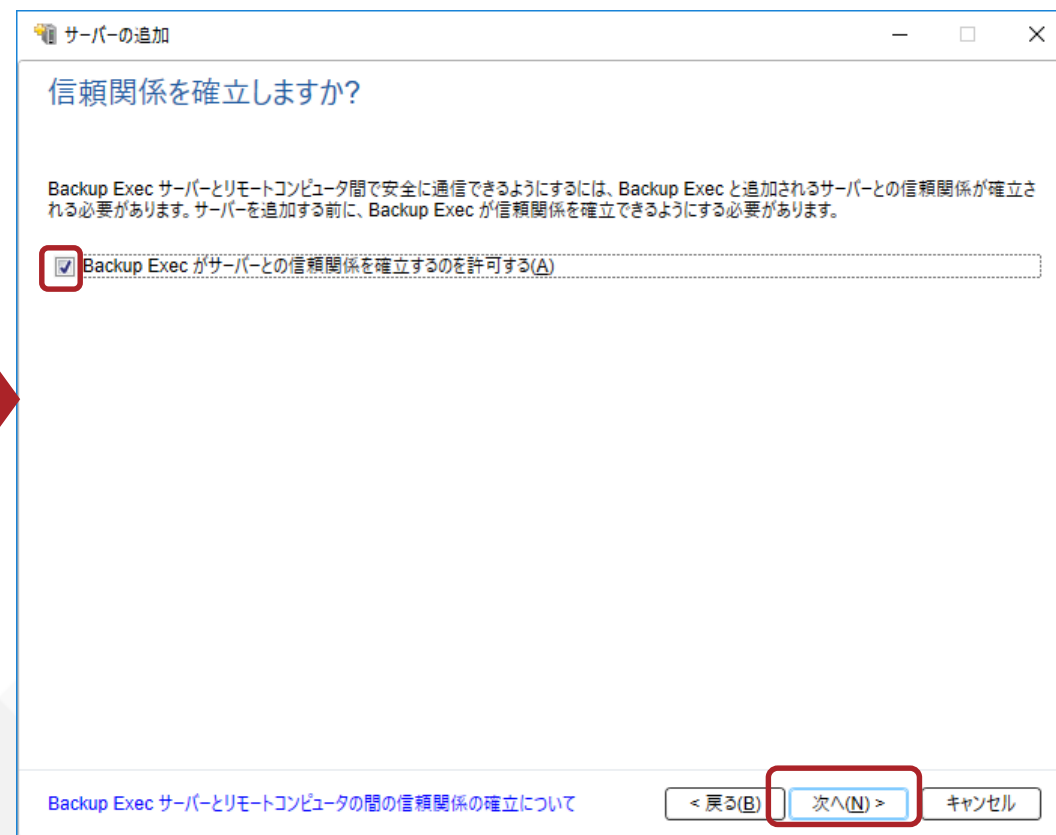 サーバーの追加
信頼関係を確立しますか?
Backup Exec サーバーとリモートコンピュータ間で安全に通信できるようにするには、Backup Exec と追加されるサーバーとの信頼関係が確立さ
れる必要があります。サーバーを追加する前に、Backup Exec が信頼関係を確立できるようにする必要があります。
Backup Exec がサーバーとの信頼関係を確立するのを許可する(A)
Backup Exec サーバーとリモートコンピュータの間の信頼関係の確立について
< 戻る(B) 次へ(N) > キャンセル